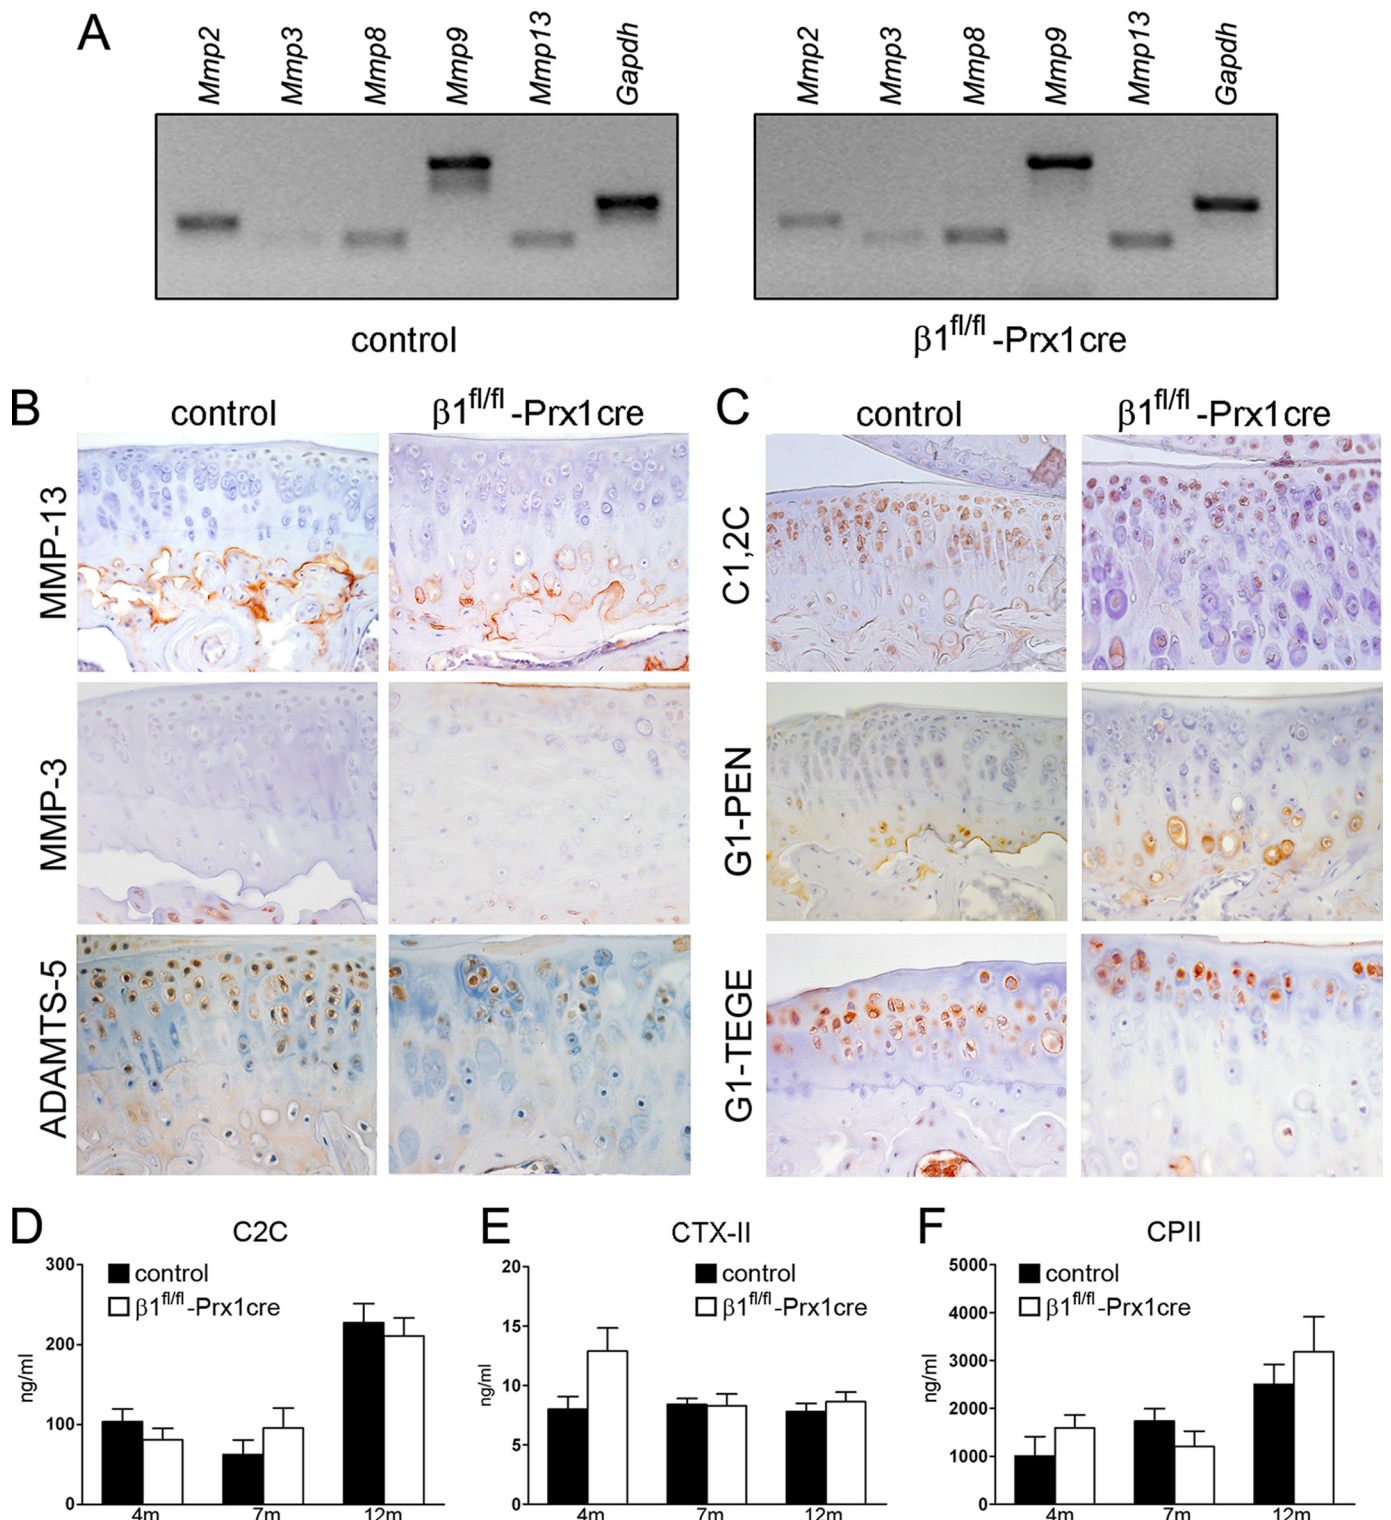 A
Mmp2 Mmp3 Mmp8 Mmp9 Mmp13 Gapdh
Mmp2 Mmp3 Mmp8 Mmp9 Mmp13 Gapdh
control
β1fl/fl -Prx1cre
B
control
β1fl/fl -Prx1cre
MMP-13
MMP-3
ADAMTS-5
C
control
β1fl/fl -Prx1cre
C1,2C
G1-PEN
G1-TEGE
D
C2C
control
β1fl/fl -Prx1cre
ng/ml
300
200
100
0
4m 7m 12m
E
CTX-II
control
β1fl/fl -Prx1cre
ng/ml
20
15
10
5
0
4m 7m 12m
F
CPII
control
β1fl/fl -Prx1cre
ng/ml
5000
4000
3000
2000
1000
0
4m 7m 12m